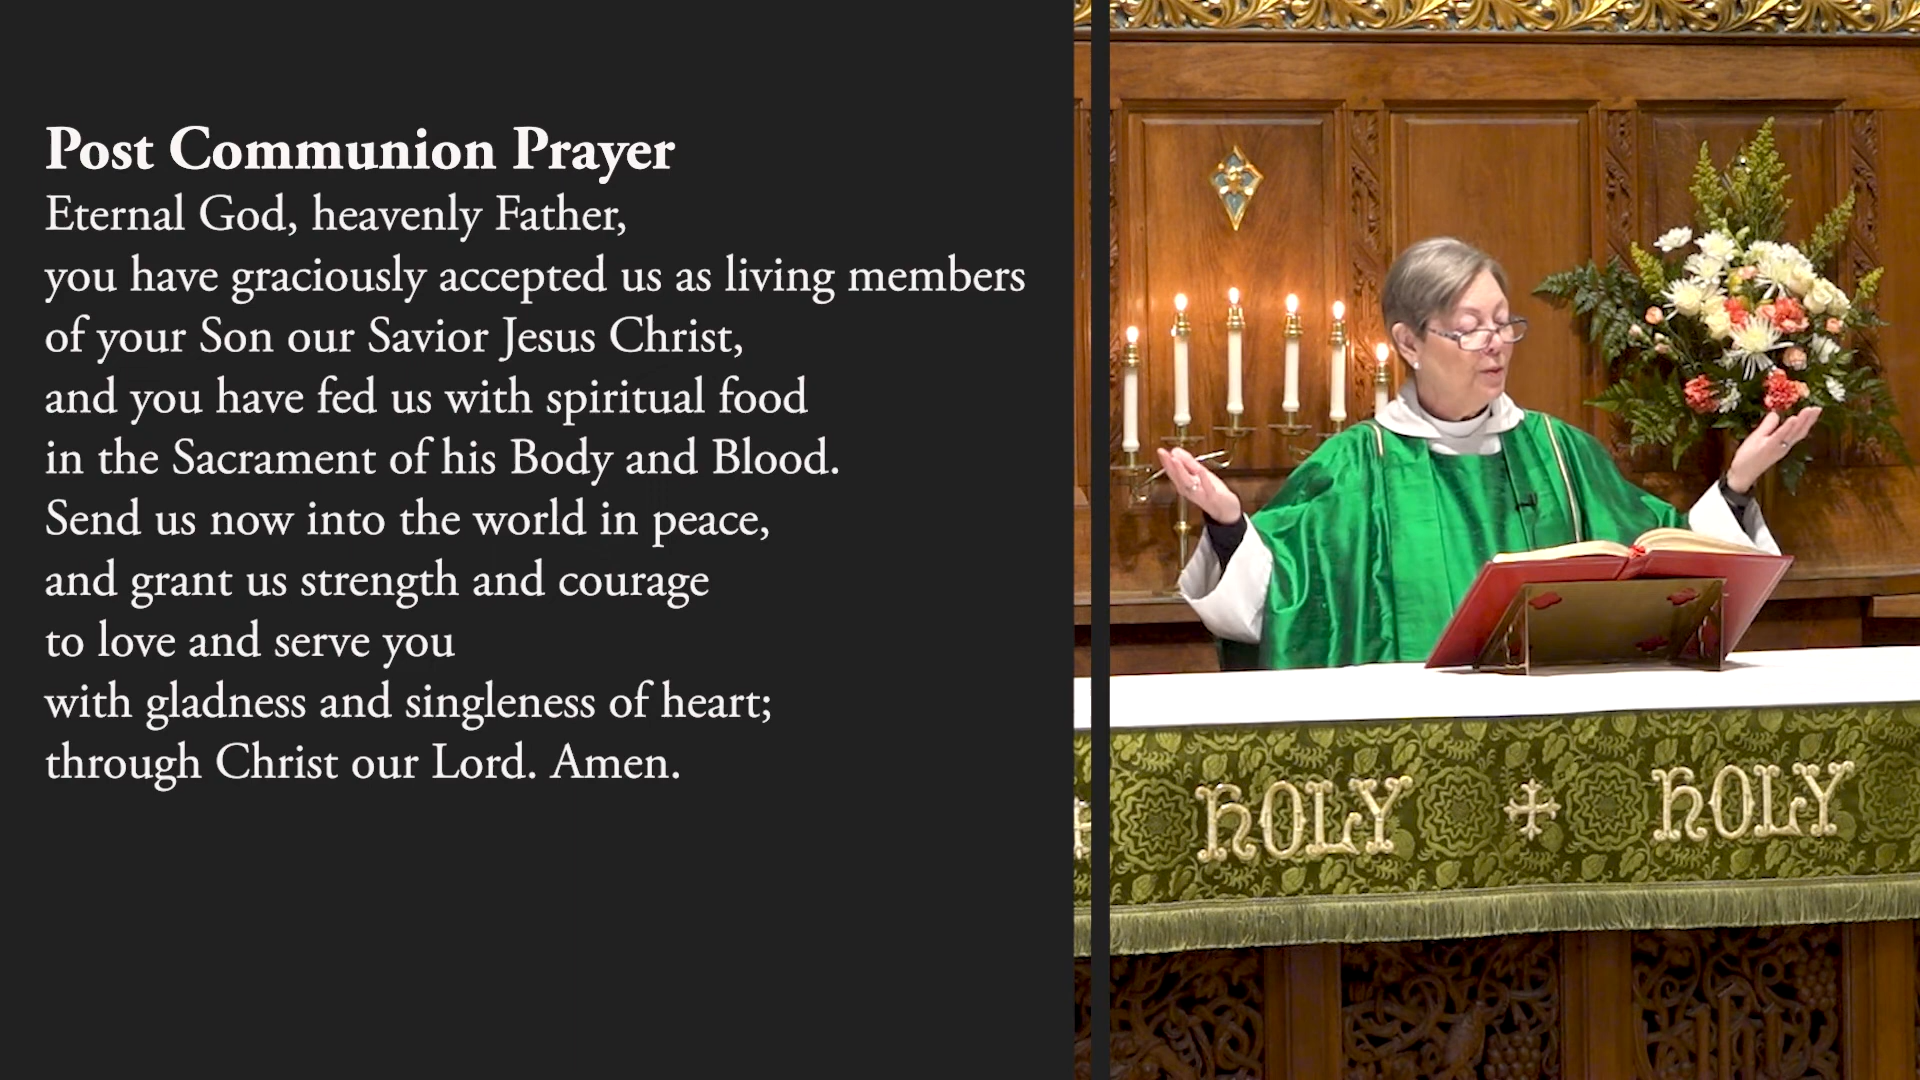 Post Communion Prayer
Eternal God, heavenly Father,
you have graciously accepted us as living members
of your Son our Savior Jesus Christ,
and you have fed us with spiritual food
in the Sacrament of his Body and Blood.
Send us now into the world in peace,
and grant us strength and courage
to love and serve you
with gladness and singleness of heart;
through Christ our Lord. Amen.
HOLY HOLY